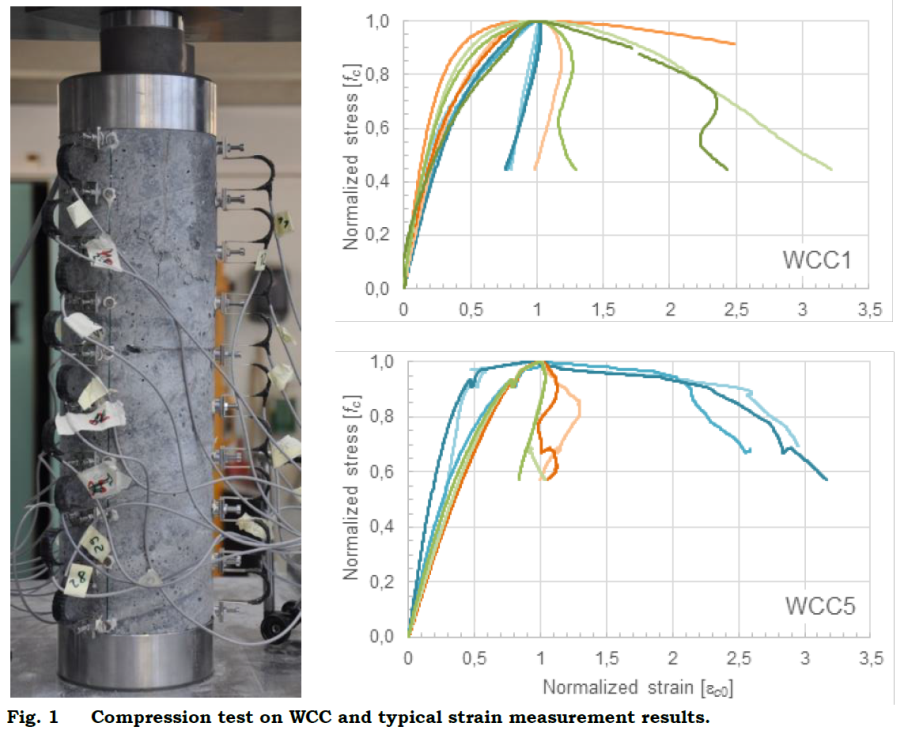 1,0
0,8
0,6
0,4
0,2
0,0
Normalized stress [fc]
WCC1
0 0,5 1 1,5 2 2,5 3 3,5
1,0
0,8
0,6
0,4
0,2
0,0
Normalized stress [fc]
WCC5
0 0,5 1 1,5 2 2,5 3 3.5
Normalized strain [εc0]
Fig. 1 Compression test on WCC and typical strain measurement results.